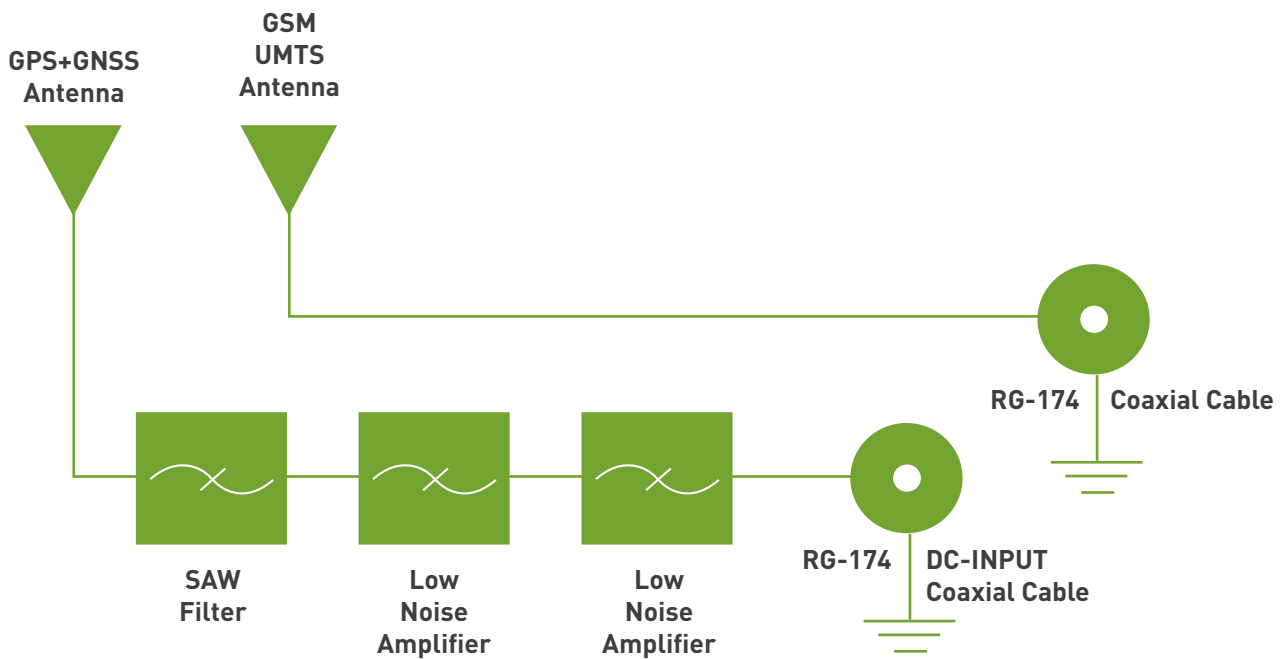 GPS+GNSS
Antenna
GSM
UMTS
Antenna
RG-174
Coaxial Cable
SAW
Filter
Low
Noise
Amplifier
Low
Noise
Amplifier
RG-174
DC-INPUT
Coaxial Cable